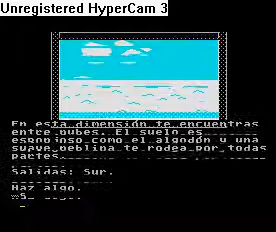 Unregistered HyperCam 3
En esta dimensión te encuentras
entre nubes. El suelo es
esponjoso como el algodón y una
suave neblina te rodea por todas
partes.
Salidas: Sur.
Haz algo.